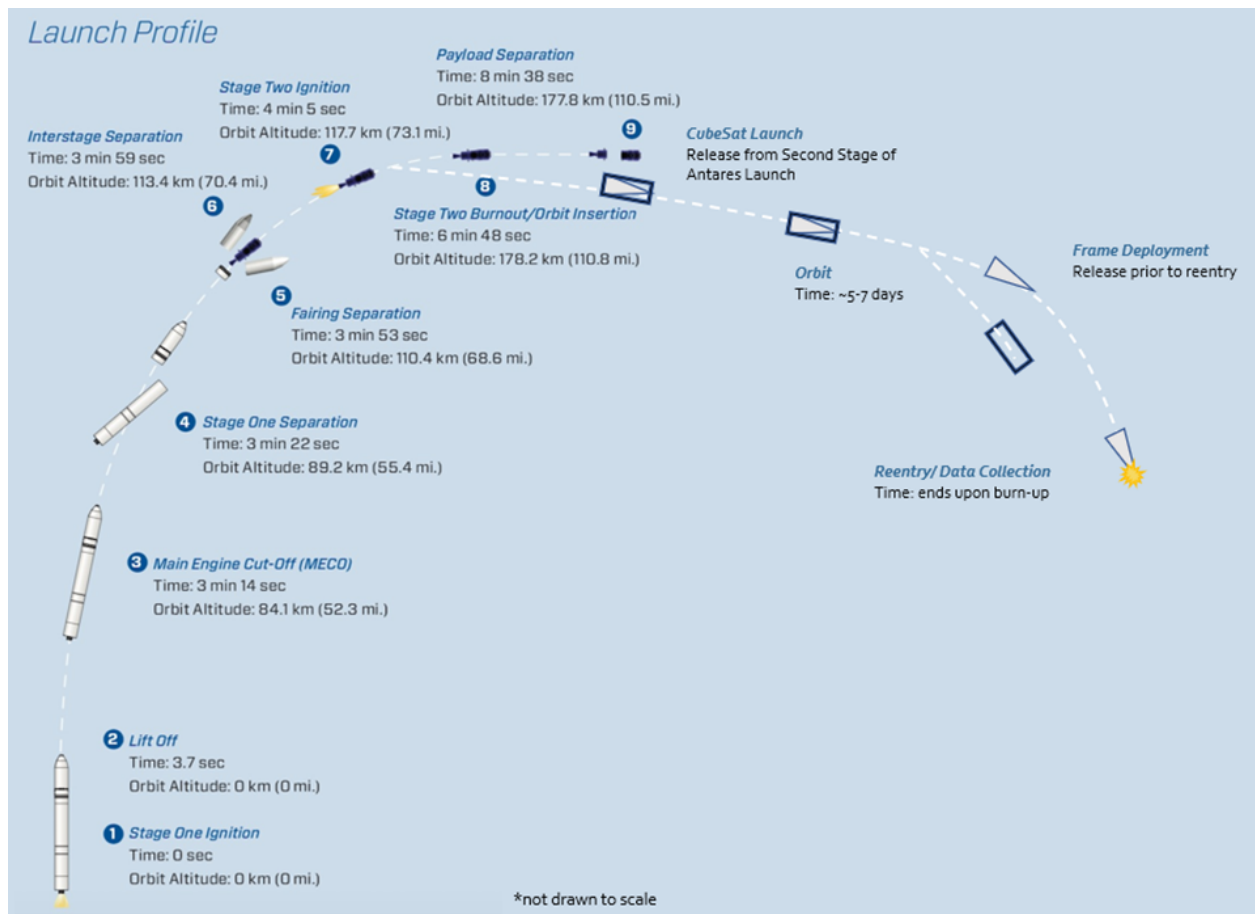 Launch Profile
Payload Separation
Time: 8 min 38 sec
Orbit Altitude: 177.8 km (110.5 mi.)
9
Stage Two Ignition
Time: 4 min 5 sec
Orbit Altitude: 117.7 km (73.1 mi.)
7
CubeSat Launch
Release from Second Stage of
Antares Launch
Interstage Separation
Time: 3 min 59 sec
Orbit Altitude: 113.4 km (70.4 mi.)
6
8
Stage Two Burnout/Orbit Insertion
Time: 6 min 48 sec
Orbit Altitude: 178.2 km (110.8 mi.)
Orbit
Time: ~5-7 days
Frame Deployment
Release prior to reentry
5
Fairing Separation
Time: 3 min 53 sec
Orbit Altitude: 110.4 km (68.6 mi.)
4 Stage One Separation
Time: 3 min 22 sec
Orbit Altitude: 89.2 km (55.4 mi.)
Reentry/ Data Collection
Time: ends upon burn-up
3 Main Engine Cut-Off (MECO)
Time: 3 min 14 sec
Orbit Altitude: 84.1 km (52.3 mi.)
2 Lift Off
Time: 3.7 sec
Orbit Altitude: 0 km (0 mi.)
1 Stage One Ignition
Time: 0 sec
Orbit Altitude: 0 km (0 mi.)
*not drawn to scale